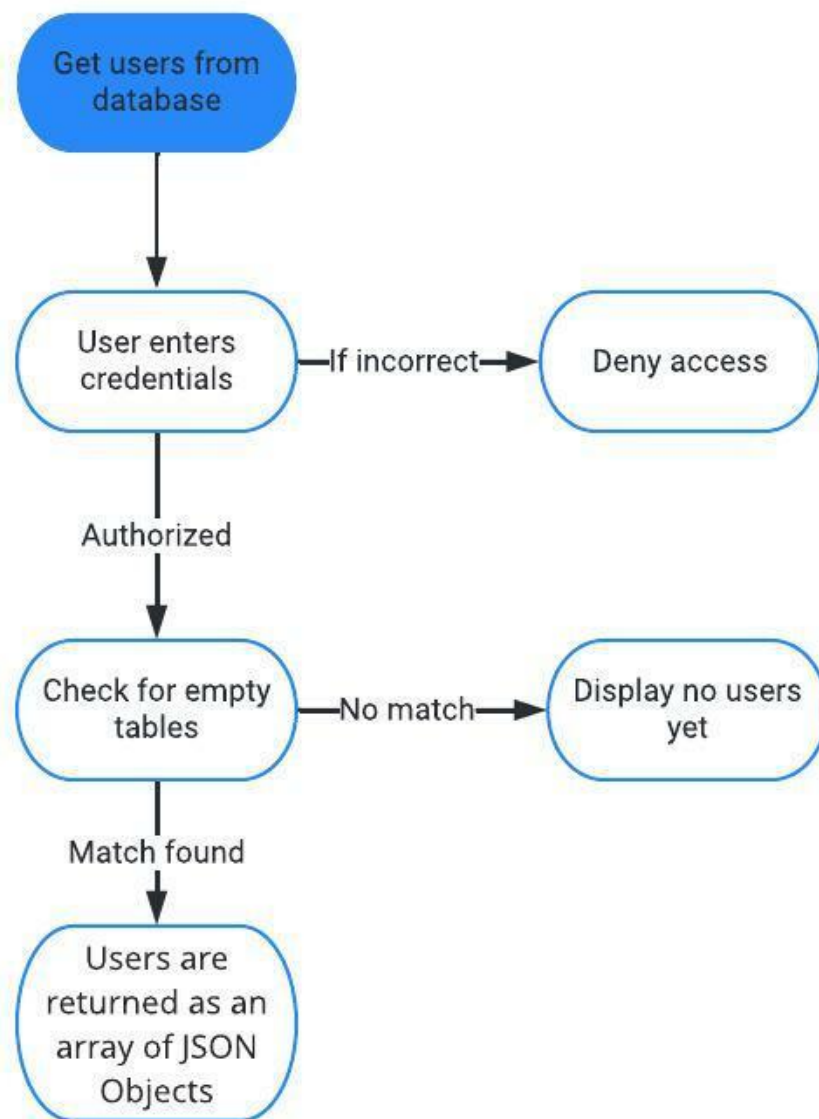 Get users from
database
User enters
credentials
If incorrect
Deny access
Authorized
Check for empty
tables
No match
Display no users
yet
Match found
Users are
returned as an
array of JSON
Objects